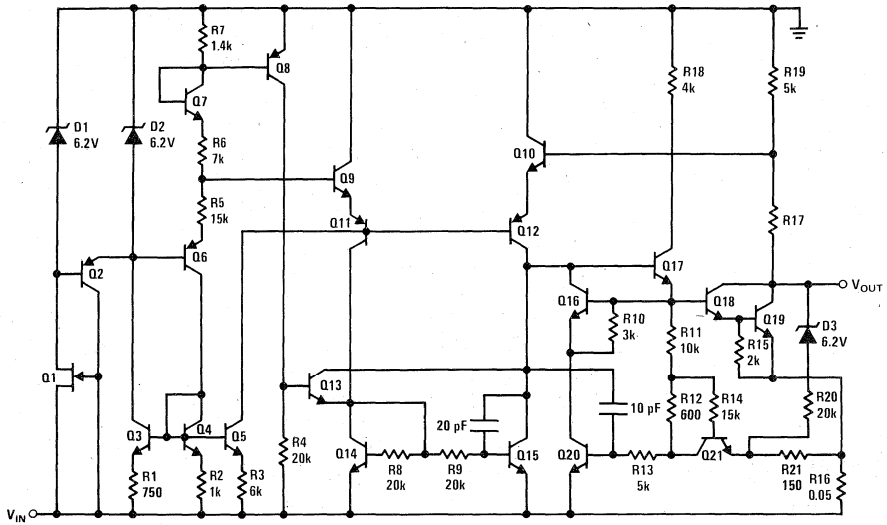 R7
1.4k
Q8
R18
4k
R19
5k
Q7
D1
6.2V
D2
6.2V
R6
7k
Q10
Q9
R5
15k
R17
Q11
Q12
Q6
Q2
Q17
VOUT
Q16
Q18
Q19
R10
3k
R11
10k
R15
2k
D3
6.2V
Q1
Q13
20 pF
10 pF
R12
600
R14
15k
R20
20k
Q3
Q4
Q5
Q14
Q15
Q20
Q21
R4
20k
R8
20k
R9
20k
R13
5k
R21
150
R1
750
R2
1k
R3
6k
R16
0.05
VIN